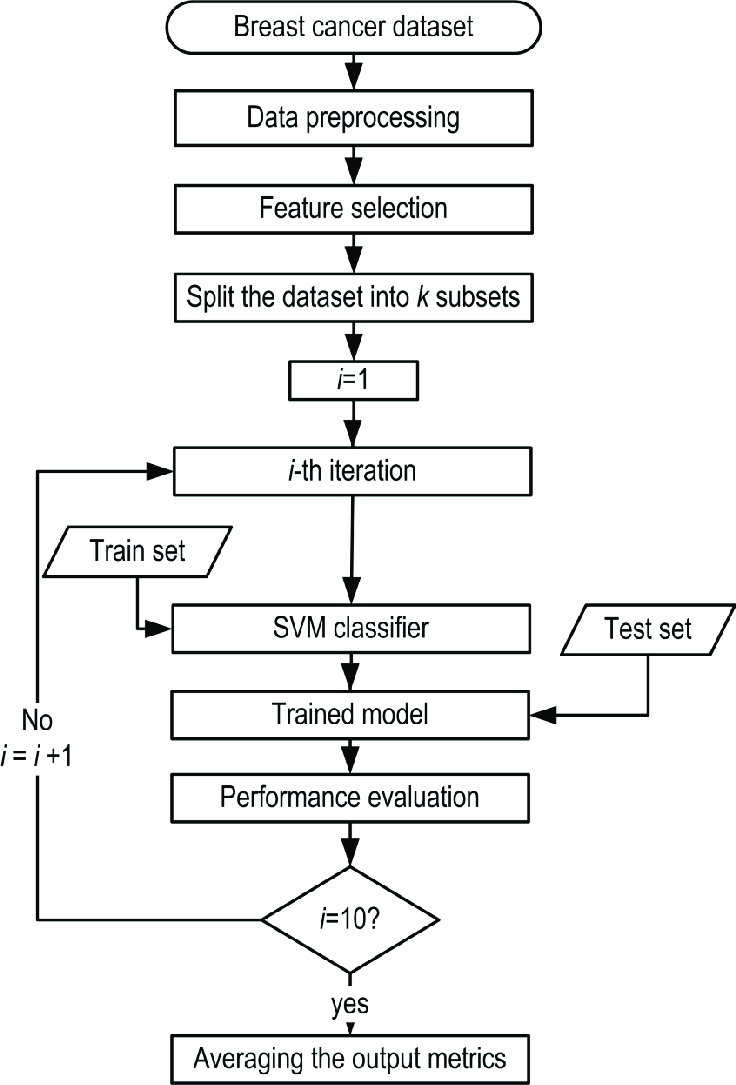 Breast cancer dataset
Data preprocessing
Feature selection
Split the dataset into k subsets
i=1
i-th iteration
Train set
SVM classifier
Test set
Trained model
No
i = i +1
Performance evaluation
i=10?
yes
Averaging the output metrics